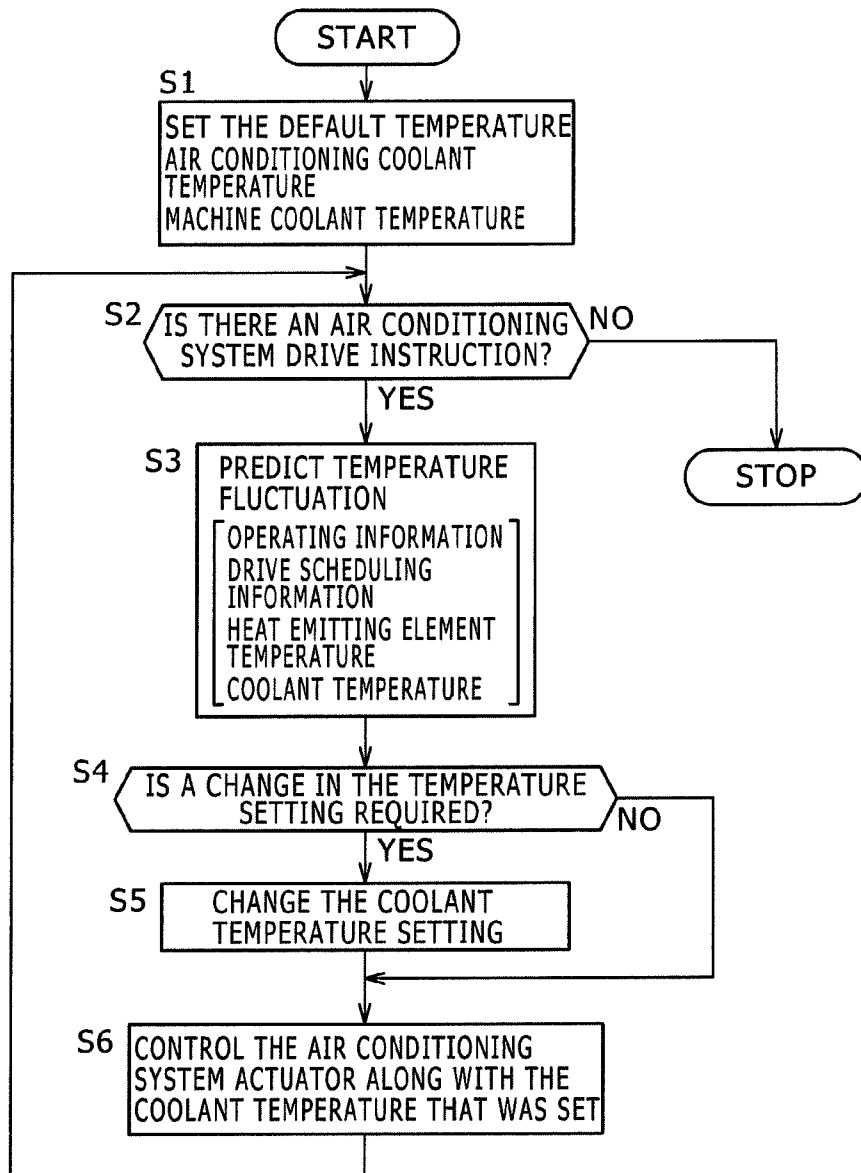 START
S1
SET THE DEFAULT TEMPERATURE
AIR CONDITIONING COOLANT
TEMPERATURE
MACHINE COOLANT TEMPERATURE
S2
IS THERE AN AIR CONDITIONING
SYSTEM DRIVE INSTRUCTION?
NO
YES
STOP
S3
PREDICT TEMPERATURE
FLUCTUATION
OPERATING INFORMATION
DRIVE SCHEDULING
INFORMATION
HEAT EMITTING ELEMENT
TEMPERATURE
COOLANT TEMPERATURE
S4
IS A CHANGE IN THE TEMPERATURE
SETTING REQUIRED?
NO
YES
S5
CHANGE THE COOLANT
TEMPERATURE SETTING
S6
CONTROL THE AIR CONDITIONING
SYSTEM ACTUATOR ALONG WITH THE
COOLANT TEMPERATURE THAT WAS SET